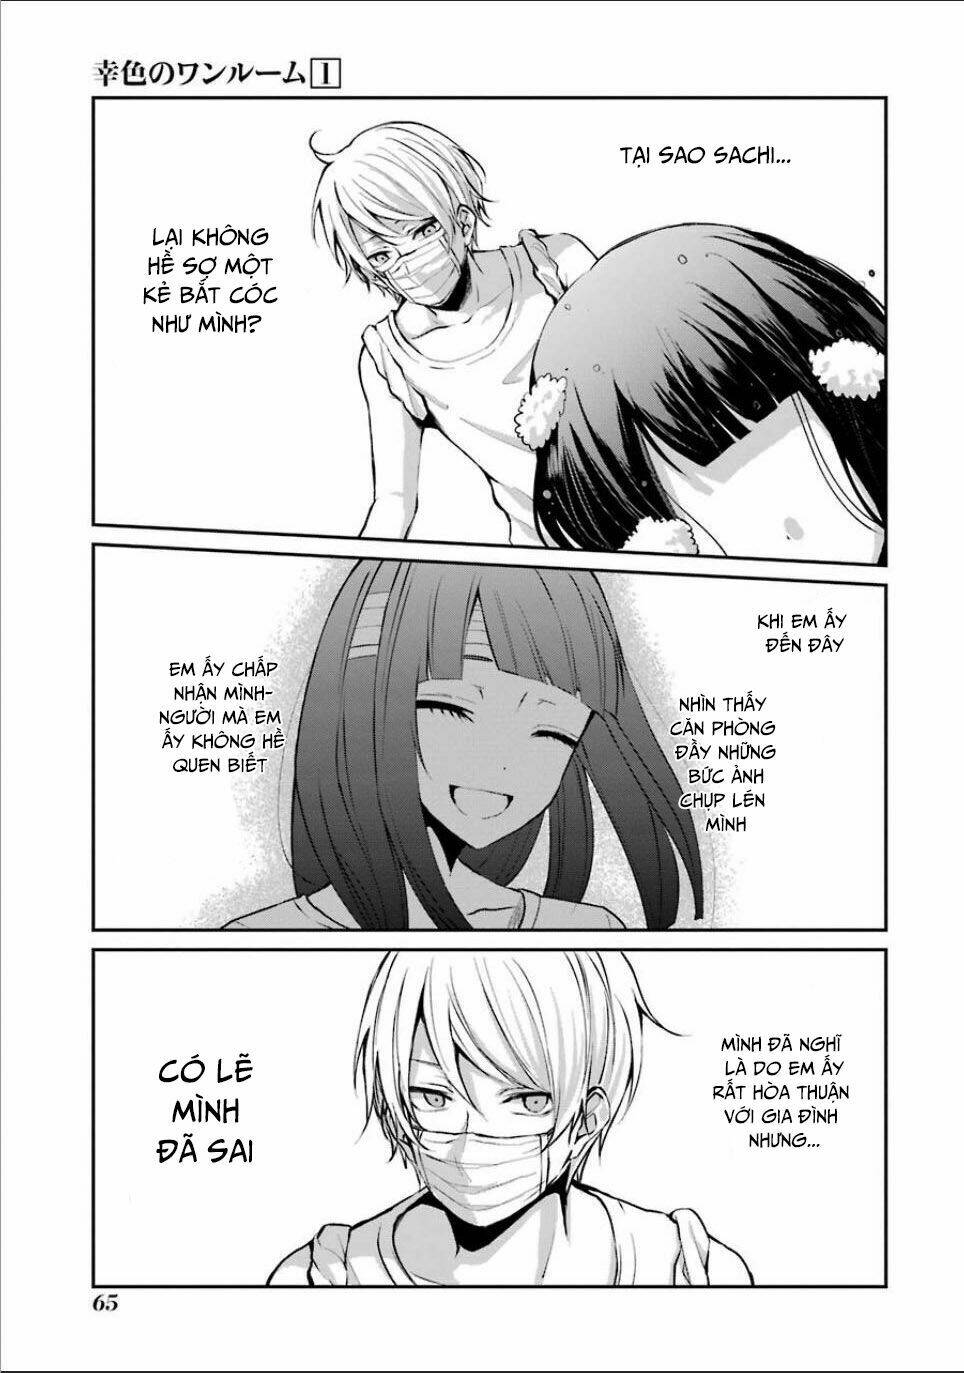 幸色のワンルーム1
TẠI SAO SACHI...
LẠI KHÔNG
HỀ SỢ MỘT
KẺ BẮT CÓC
NHƯ MÌNH?
KHI EM ẤY
ĐẾN ĐÂY
NHÌN THẤY
CĂN PHÒNG
ĐẦY NHỮNG
BỨC ẢNH
CHỤP LÉN
MÌNH
EM ẤY CHẤP
NHẬN MÌNH-
NGƯỜI MÀ EM
ẤY KHÔNG HỀ
QUEN BIẾT
MÌNH ĐÃ NGHĨ
LÀ DO EM ẤY
RẤT HÒA THUẬN
VỚI GIA ĐÌNH
NHƯNG...
CÓ LẼ
MÌNH
ĐÃ SAI
65